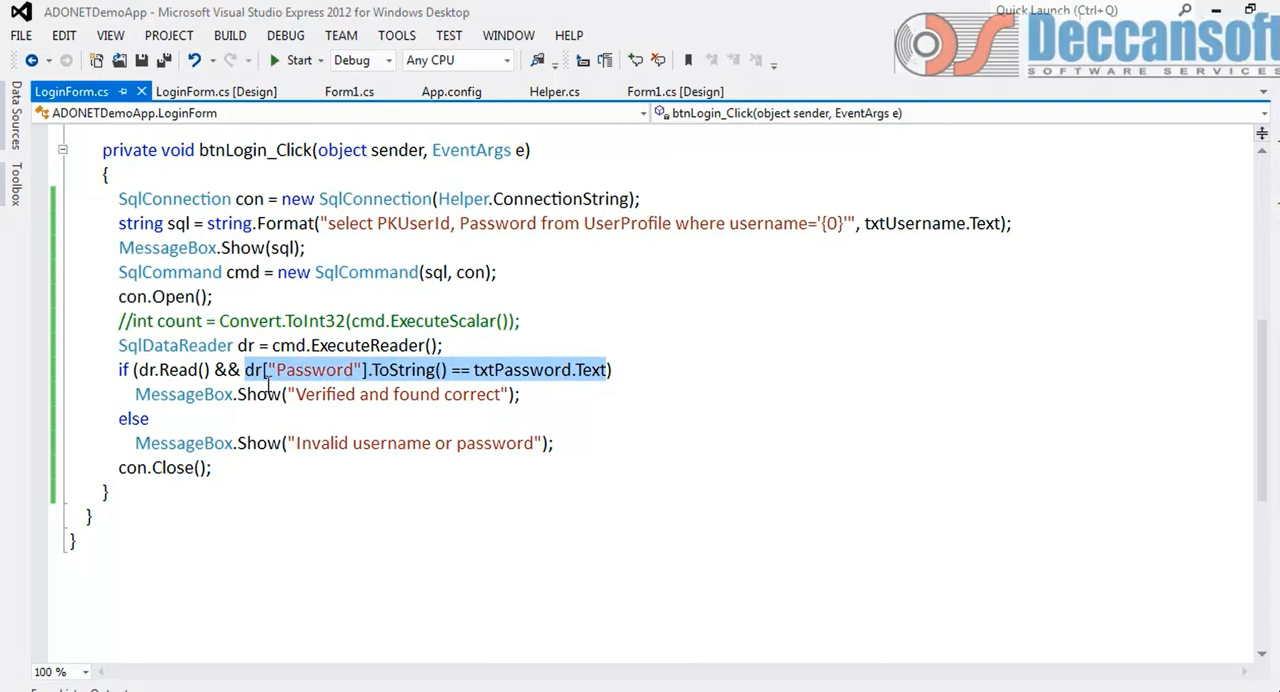 ADONETDemoApp - Microsoft Visual Studio Express 2012 for Windows Desktop
Quick Launch (Ctrl+Q)
Deccansoft
SOFTWARE SERVICES
FILE EDIT VIEW PROJECT BUILD DEBUG TEAM TOOLS TEST WINDOW HELP
Start Debug Any CPU
LoginForm.cs LoginForm.cs [Design] Form1.cs App.config Helper.cs Form1.cs [Design]
ADONETDemoApp.LoginForm btnLogin_Click(object sender, EventArgs e)
Data Sources
Toolbox
private void btnLogin_Click(object sender, EventArgs e)
{
SqlConnection con = new SqlConnection(Helper.ConnectionString);
string sql = string.Format("select PKUserId, Password from UserProfile where username='{0}'", txtUsername.Text);
MessageBox.Show(sql);
SqlCommand cmd = new SqlCommand(sql, con);
con.Open();
//int count = Convert.ToInt32(cmd.ExecuteScalar());
SqlDataReader dr = cmd.ExecuteReader();
if (dr.Read() && dr["Password"].ToString() == txtPassword.Text)
MessageBox.Show("Verified and found correct");
else
MessageBox.Show("Invalid username or password");
con.Close();
}
}
}
100 %